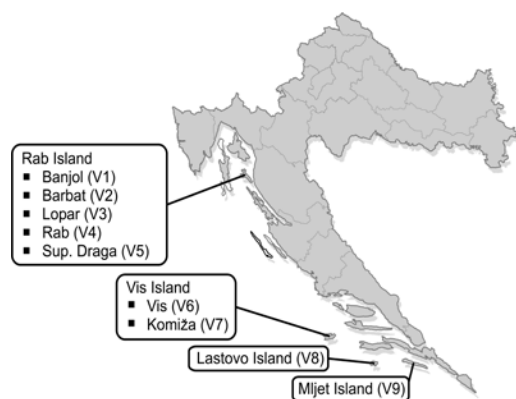 Rab Island
▪ Banjol (V1)
▪ Barbat (V2)
▪ Lopar (V3)
▪ Rab (V4)
▪ Sup. Draga (V5)
Vis Island
▪ Vis (V6)
▪ Komiža (V7)
Lastovo Island (V8)
Mljet Island (V9)